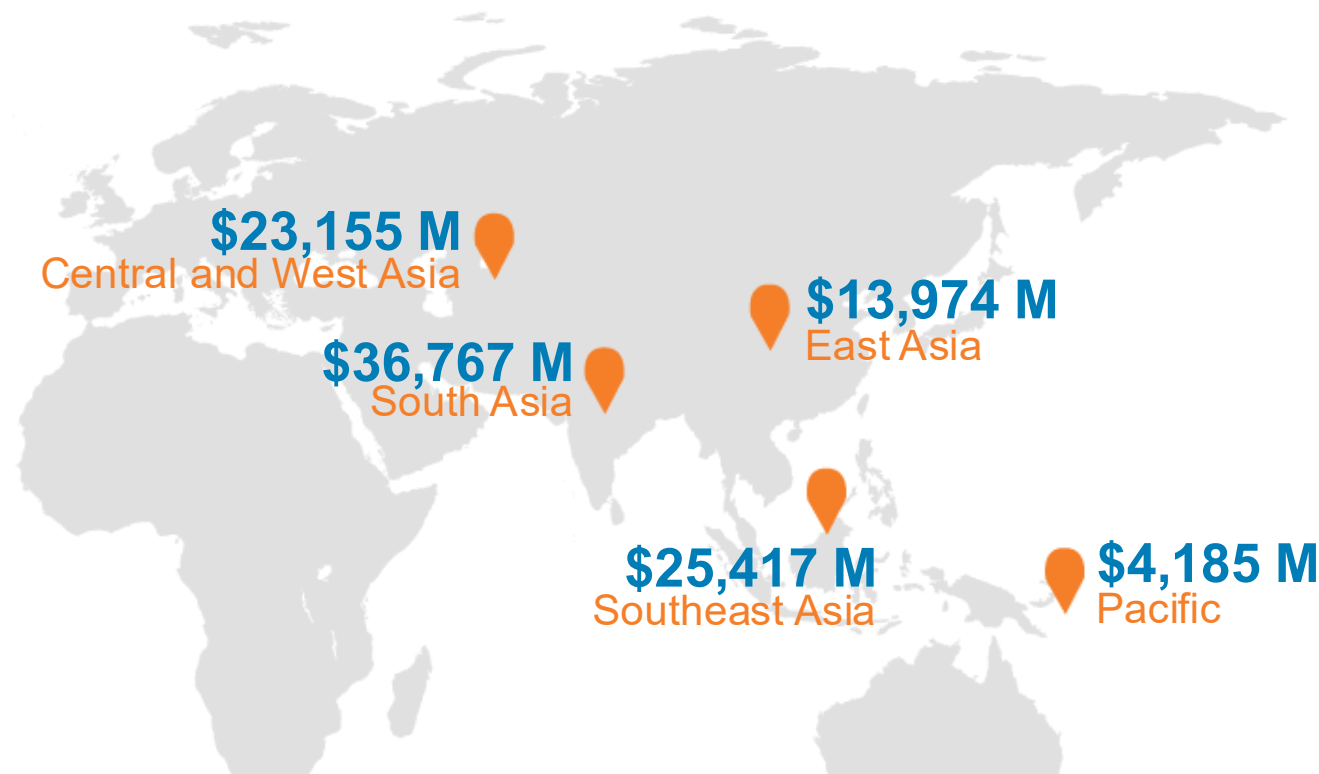 $23,155 M
Central and West Asia
$13,974 M
East Asia
$36,767 M
South Asia
$25,417 M
Southeast Asia
$4,185 M
Pacific